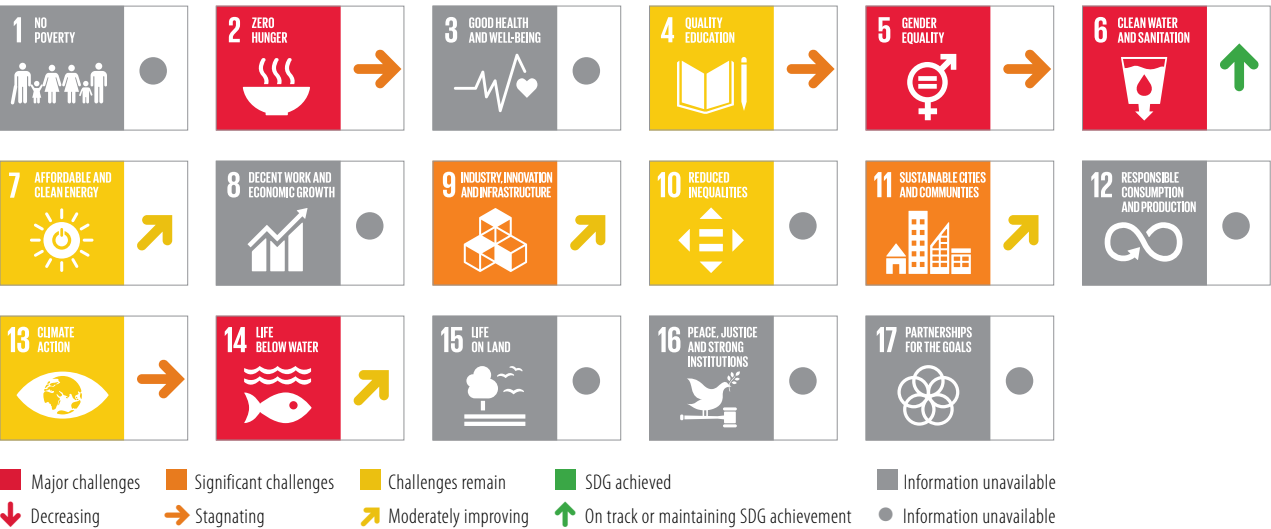 1 NO
POVERTY
2 ZERO
HUNGER
3 GOOD HEALTH
AND WELL-BEING
4 QUALITY
EDUCATION
5 GENDER
EQUALITY
6 CLEAN WATER
AND SANITATION
7 AFFORDABLE AND
CLEAN ENERGY
8 DECENT WORK AND
ECONOMIC GROWTH
9 INDUSTRY, INNOVATION
AND INFRASTRUCTURE
10 REDUCED
INEQUALITIES
11 SUSTAINABLE CITIES
AND COMMUNITIES
12 RESPONSIBLE
CONSUMPTION
AND PRODUCTION
13 CLIMATE
ACTION
14 LIFE
BELOW WATER
15 LIFE
ON LAND
16 PEACE, JUSTICE
AND STRONG
INSTITUTIONS
17 PARTNERSHIPS
FOR THE GOALS
Major challenges
Significant challenges
Challenges remain
SDG achieved
Information unavailable
Decreasing
Stagnating
Moderately improving
On track or maintaining SDG achievement
Information unavailable